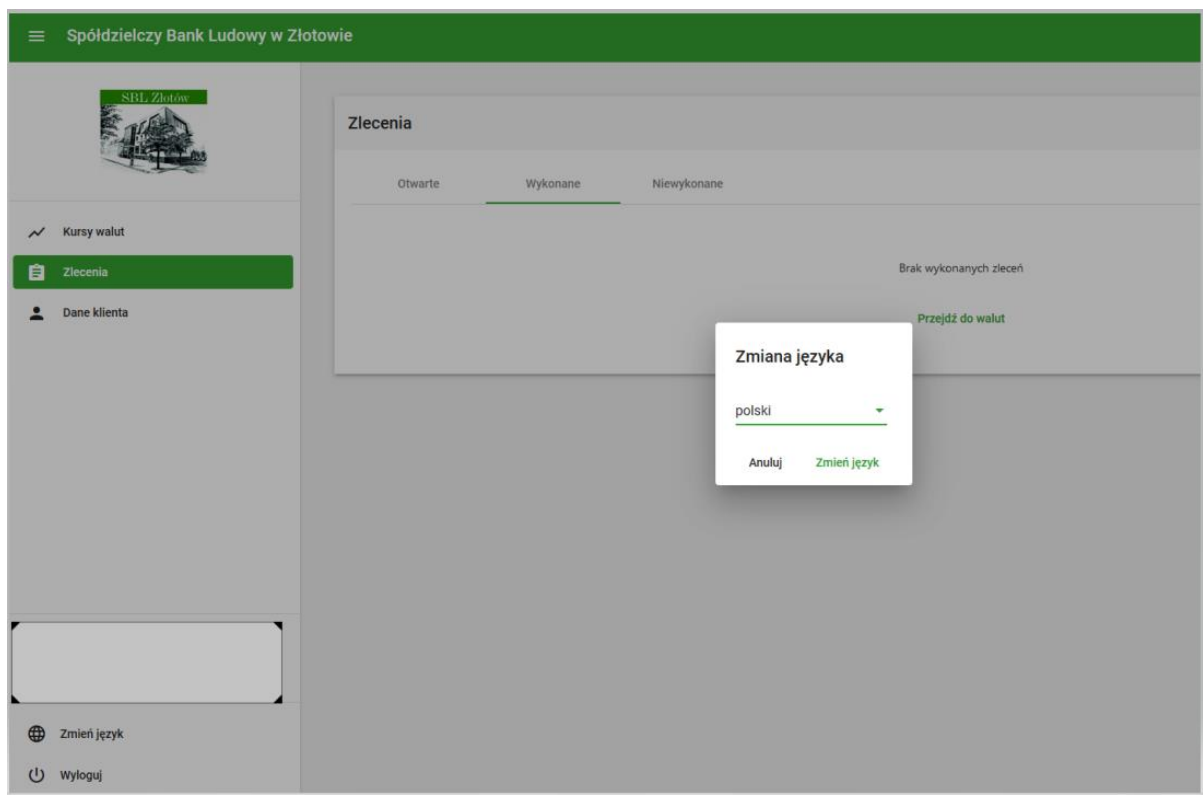 Spółdzielczy Bank Ludowy w Złotowie
SBL Złotów
Kursy walut
Zlecenia
Dane klienta
Zmień język
Wyloguj
Zlecenia
Otwarte Wykonane Niewykonane
Brak wykonanych zleceń
Przejdź do walut
Zmiana języka
polski
Anuluj Zmień język